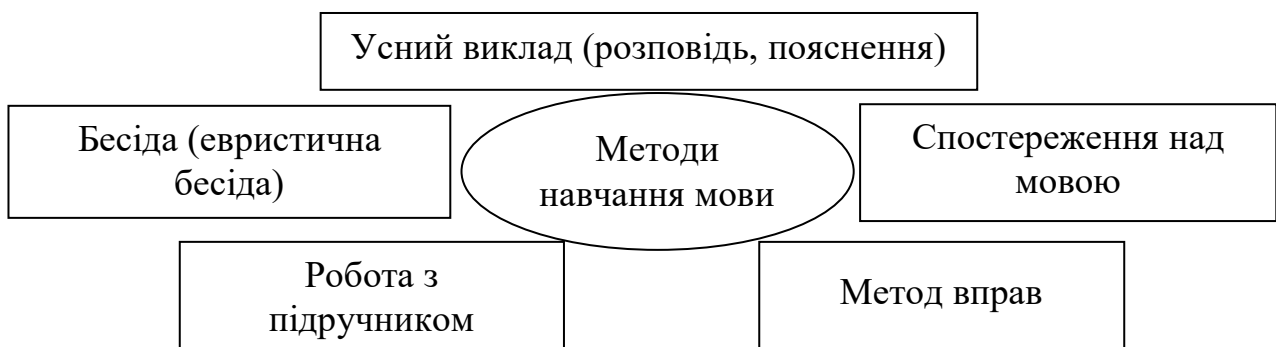 Усний виклад (розповідь, пояснення)
Бесіда (евристична
бесіда)
Методи
навчання мови
Спостереження над
мовою
Робота з
підручником
Метод вправ